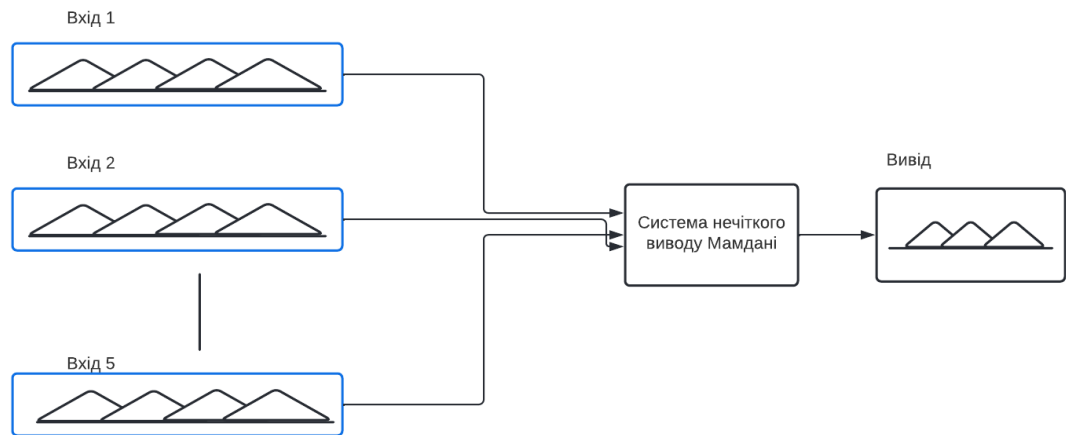 Вхід 1
Вхід 2
Вивід
Система нечіткого
виводу Мамдані
Вхід 5